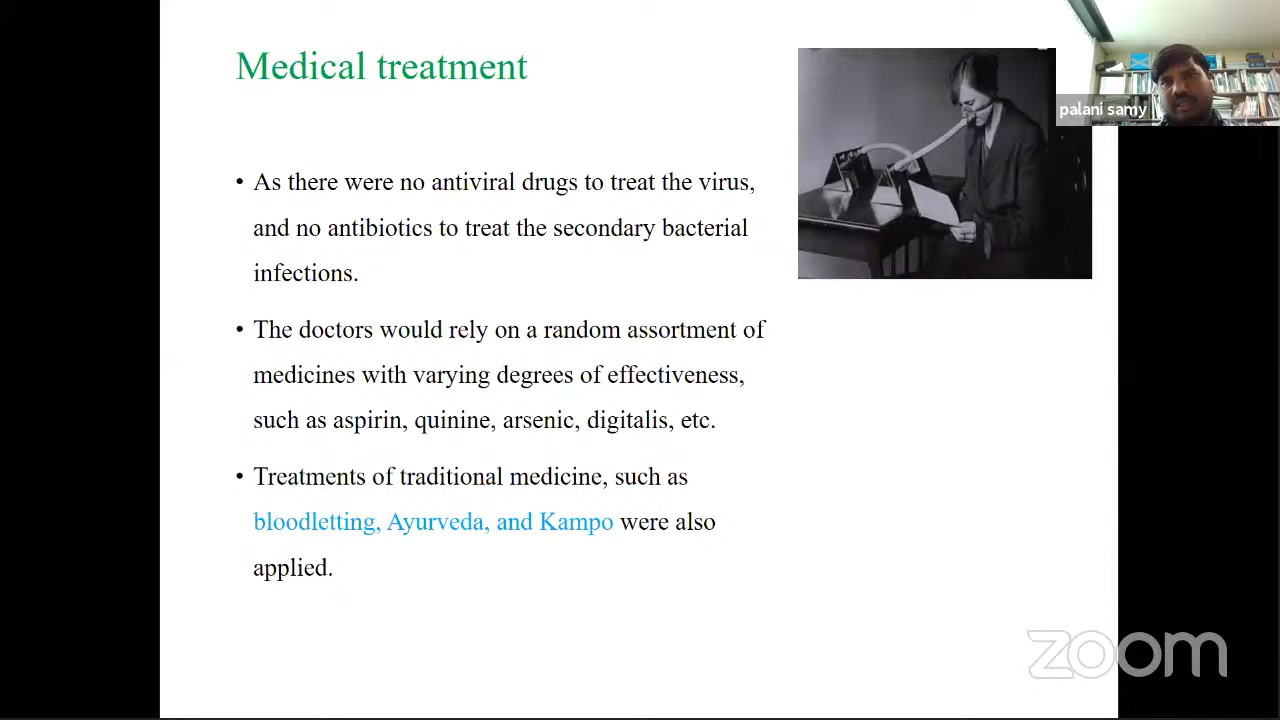 Medical treatment
palani samy
• As there were no antiviral drugs to treat the virus,
and no antibiotics to treat the secondary bacterial
infections.
• The doctors would rely on a random assortment of
medicines with varying degrees of effectiveness,
such as aspirin, quinine, arsenic, digitalis, etc.
• Treatments of traditional medicine, such as
bloodletting, Ayurveda, and Kampo were also
applied.
zoom